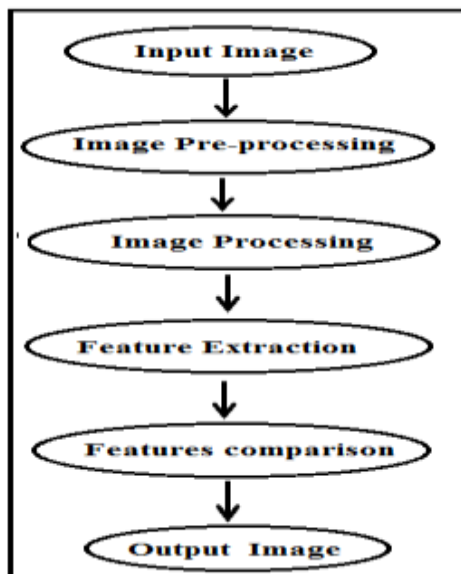 Input Image
Image Pre-processing
Image Processing
Feature Extraction
Features comparison
Output Image